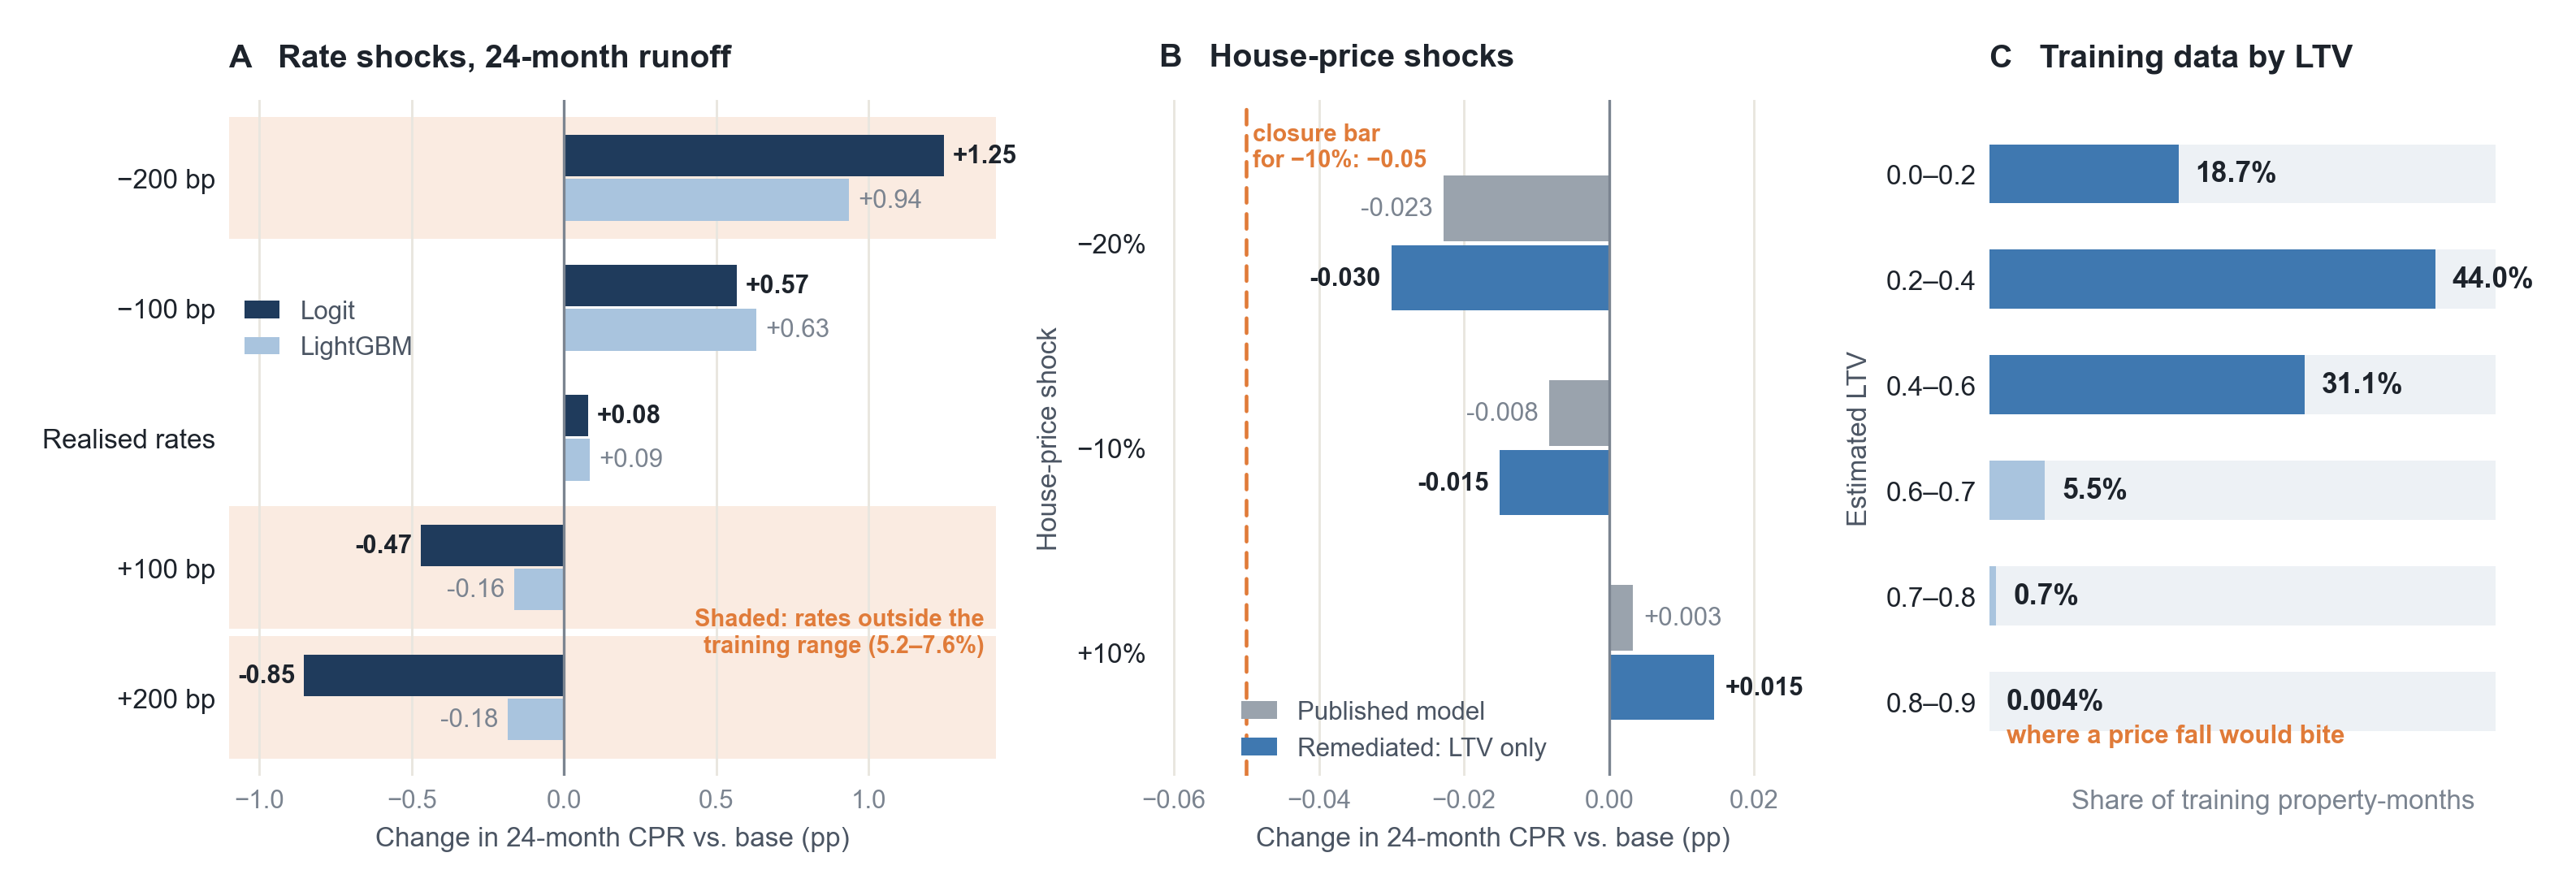 A Rate shocks, 24-month runoff
−200 bp
+1.25
+0.94
−100 bp
+0.57
+0.63
Logit
LightGBM
Realised rates
+0.08
+0.09
+100 bp
-0.47
-0.16
Shaded: rates outside the
training range (5.2–7.6%)
+200 bp
-0.85
-0.18
−1.0 −0.5 0.0 0.5 1.0
Change in 24-month CPR vs. base (pp)
B House-price shocks
House-price shock
closure bar
for −10%: −0.05
−20%
-0.023
-0.030
−10%
-0.008
-0.015
+10%
+0.003
+0.015
Published model
Remediated: LTV only
−0.06 −0.04 −0.02 0.00 0.02
Change in 24-month CPR vs. base (pp)
C Training data by LTV
Estimated LTV
0.0–0.2 18.7%
0.2–0.4 44.0%
0.4–0.6 31.1%
0.6–0.7 5.5%
0.7–0.8 0.7%
0.8–0.9 0.004%
where a price fall would bite
Share of training property-months